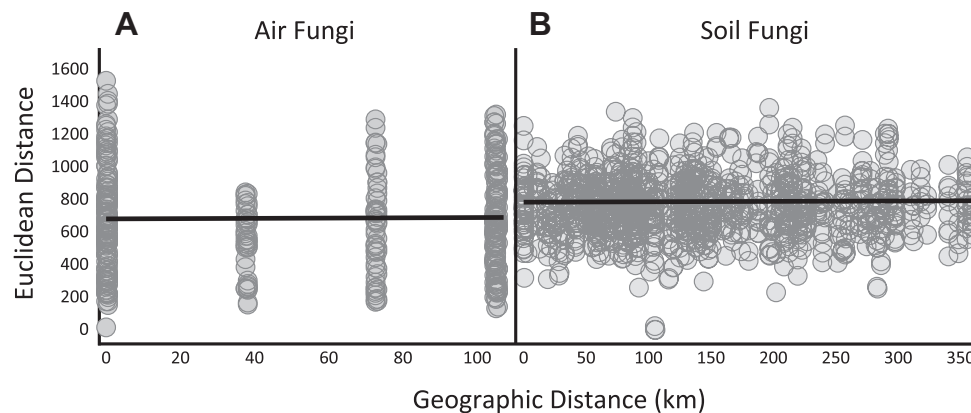 A
Air Fungi
B
Soil Fungi
Euclidean Distance
1600
1400
1200
1000
800
600
400
200
0
0 20 40 60 80 100
0 50 100 150 200 250 300 350
Geographic Distance (km)